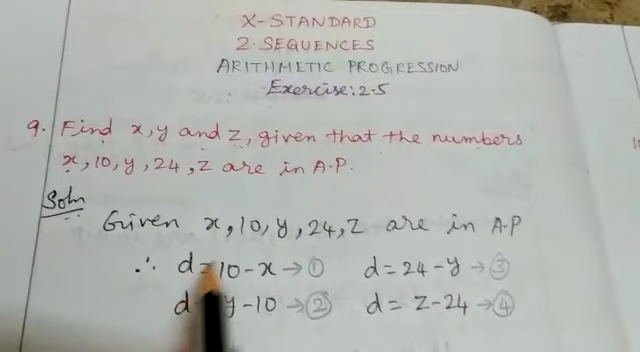 X-STANDARD
2. SEQUENCES
ARITHMETIC PROGRESSION
Exercise: 2.5
9. Find x, y and z, given that the numbers
x, 10, y, 24, z are in A.P.
Soln
Given x, 10, y, 24, z are in A.P
∴ d = 10 - x → ① d = 24 - y → ③
d y - 10 → ② d = z - 24 → ④